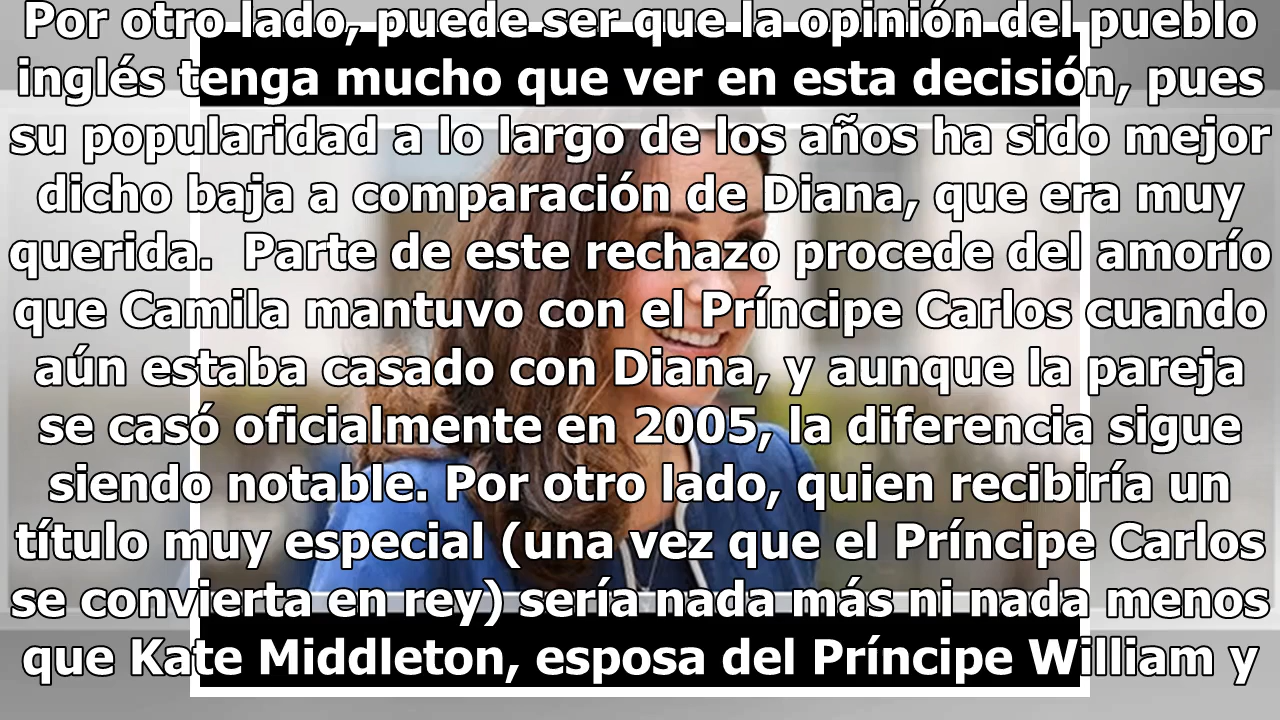 Por otro lado, puede ser que la opinión del pueblo
inglés tenga mucho que ver en esta decisión, pues
su popularidad a lo largo de los años ha sido mejor
dicho baja a comparación de Diana, que era muy
querida.  Parte de este rechazo procede del amorío
que Camila mantuvo con el Príncipe Carlos cuando
aún estaba casado con Diana, y aunque la pareja
se casó oficialmente en 2005, la diferencia sigue
siendo notable. Por otro lado, quien recibiría un
título muy especial (una vez que el Príncipe Carlos
se convierta en rey) sería nada más ni nada menos
que Kate Middleton, esposa del Príncipe William y